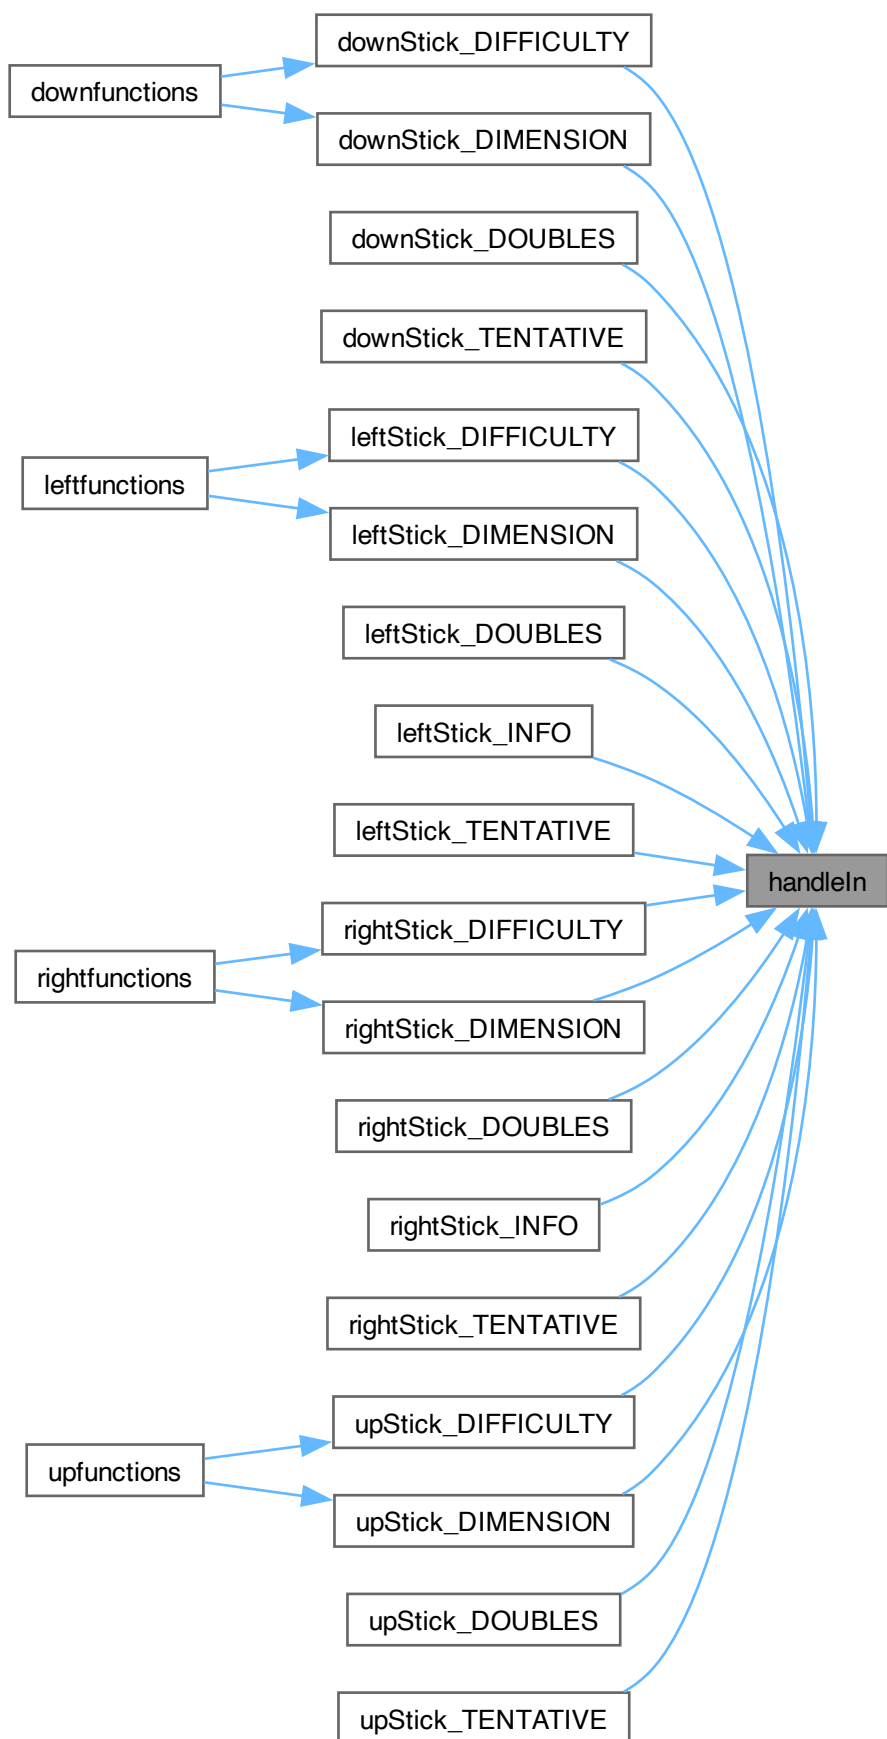 downStick_DIFFICULTY
downfunctions
downStick_DIMENSION
downStick_DOUBLES
downStick_TENTATIVE
leftStick_DIFFICULTY
leftfunctions
leftStick_DIMENSION
leftStick_DOUBLES
leftStick_INFO
leftStick_TENTATIVE
handleIn
rightStick_DIFFICULTY
rightfunctions
rightStick_DIMENSION
rightStick_DOUBLES
rightStick_INFO
rightStick_TENTATIVE
upStick_DIFFICULTY
upfunctions
upStick_DIMENSION
upStick_DOUBLES
upStick_TENTATIVE